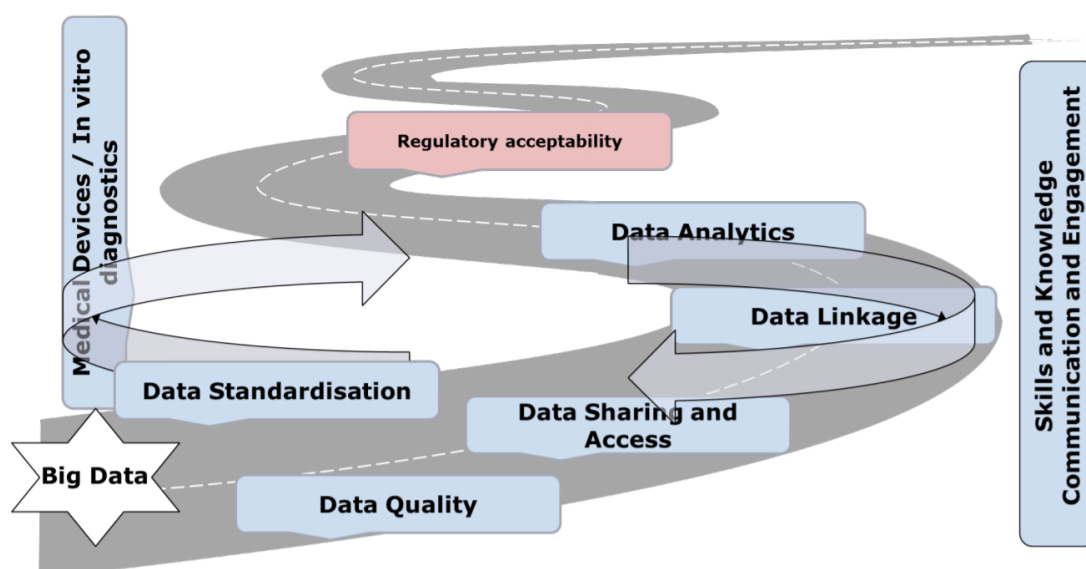 Medical Devices / In vitro
diagnostics
Regulatory acceptability
Data Analytics
Data Linkage
Data Standardisation
Data Sharing and
Access
Big Data
Data Quality
Skills and Knowledge
Communication and Engagement